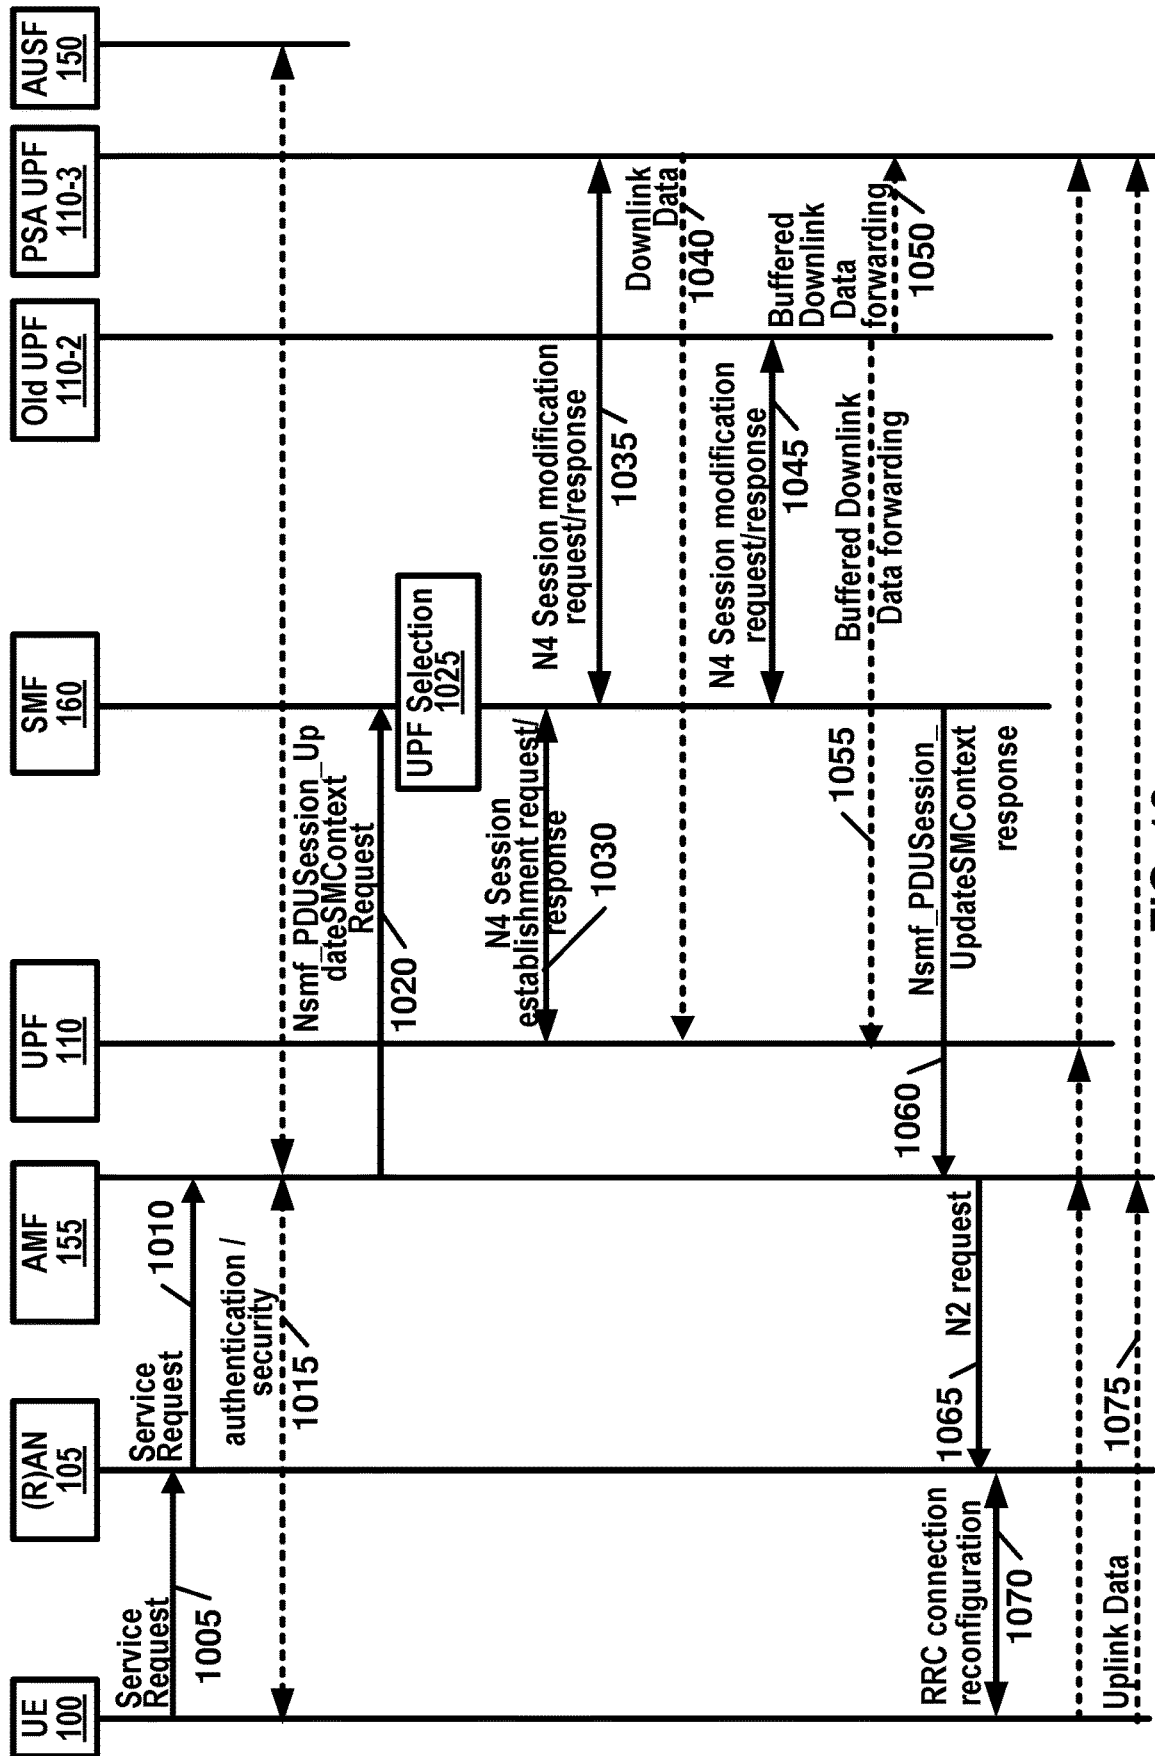 UE
100
(R)AN
105
AMF
155
UPF
110
SMF
160
Old UPF
110-2
PSA UPF
110-3
AUSF
150
Service
Request
1005
Service
Request
1010
authentication /
security
1015
Nsmf_PDUSession_Up
dateSMContext
Request
1020
UPF Selection
1025
N4 Session
establishment request/
response
1030
N4 Session modification
request/response
1035
Downlink
Data
1040
N4 Session modification
request/response
1045
Buffered
Downlink
Data
forwarding
1050
Buffered Downlink
Data forwarding
1055
Nsmf_PDUSession_
UpdateSMContext
response
1060
N2 request
1065
RRC connection
reconfiguration
1070
Uplink Data
1075